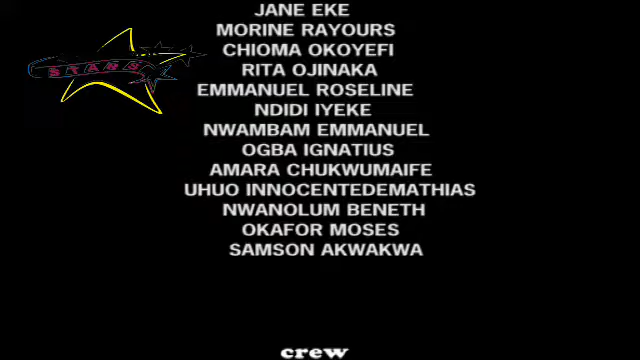 JANE EKE
MORINE RAYOURS
CHIOMA OKOYEFI
RITA OJINAKA
EMMANUEL ROSELINE
NDIDI IYEKE
NWAMBAM EMMANUEL
OGBA IGNATIUS
AMARA CHUKWUMAIFE
UHUO INNOCENTEDEMATHIAS
NWANOLUM BENETH
OKAFOR MOSES
SAMSON AKWAKWA
crew